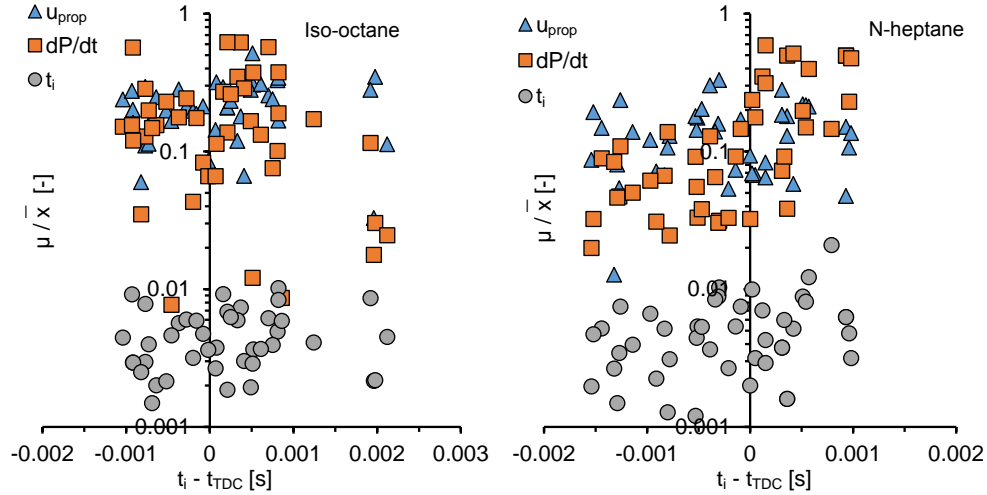 u_prop
dP/dt
t_i
Iso-octane
1
0.1
0.01
0.001
-0.002
-0.001
0
0.001
0.002
0.003
μ / x̅ [-]
t_i - t_TDC [s]
u_prop
dP/dt
t_i
N-heptane
1
0.1
0.01
0.001
-0.002
-0.001
0
0.001
0.002
μ / x̅ [-]
t_i - t_TDC [s]